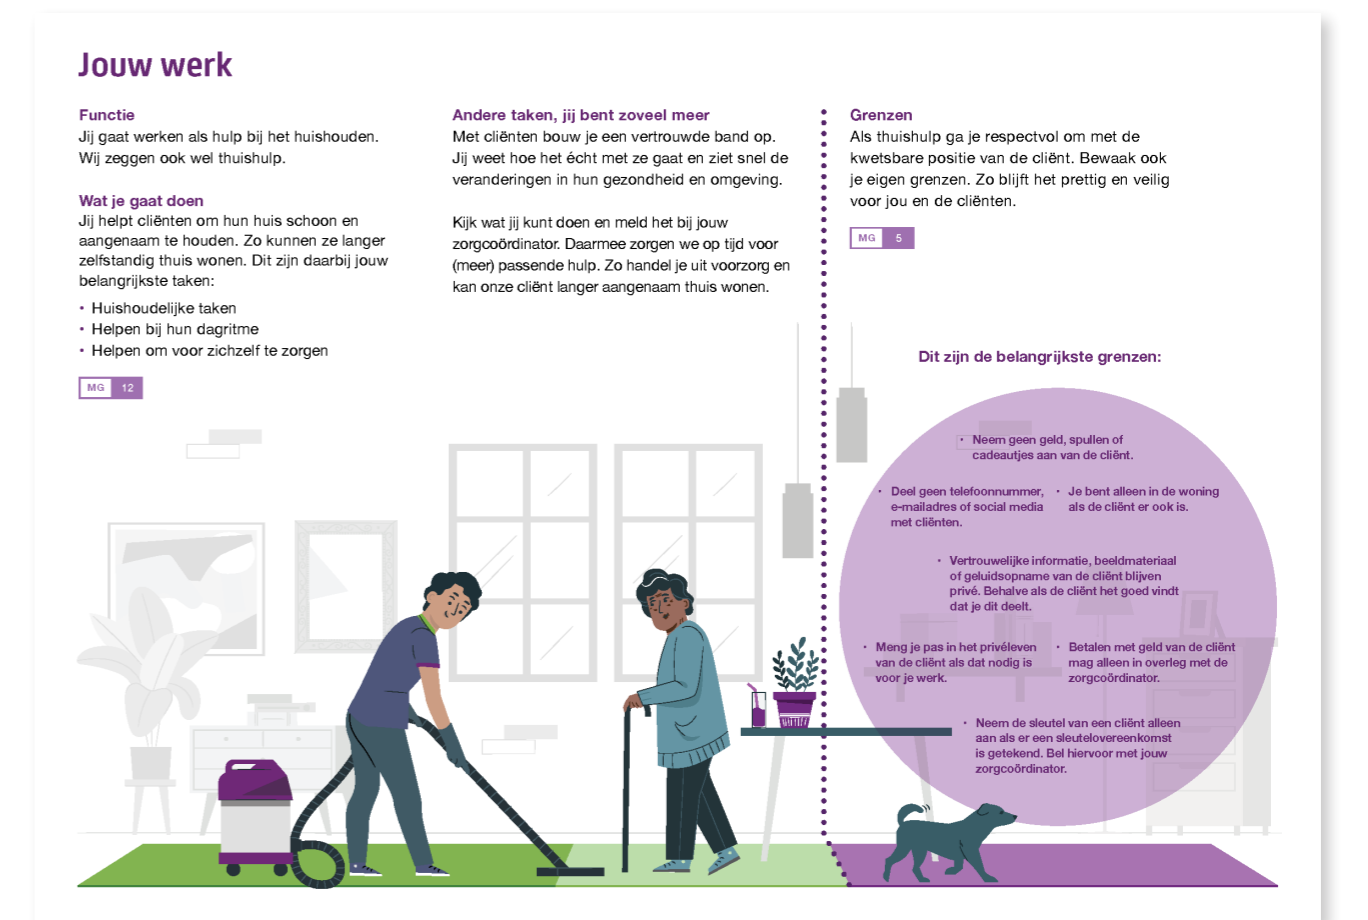 Jouw werk
Functie
Jij gaat werken als hulp bij het huishouden.
Wij zeggen ook wel thuishulp.
Wat je gaat doen
Jij helpt cliënten om hun huis schoon en
aangenaam te houden. Zo kunnen ze langer
zelfstandig thuis wonen. Dit zijn daarbij jouw
belangrijkste taken:
• Huishoudelijke taken
• Helpen bij hun dagritme
• Helpen om voor zichzelf te zorgen
MG 12
Andere taken, jij bent zoveel meer
Met cliënten bouw je een vertrouwde band op.
Jij weet hoe het écht met ze gaat en ziet snel de
veranderingen in hun gezondheid en omgeving.
Kijk wat jij kunt doen en meld het bij jouw
zorgcoördinator. Daarmee zorgen we op tijd voor
(meer) passende hulp. Zo handel je uit voorzorg en
kan onze cliënt langer aangenaam thuis wonen.
Grenzen
Als thuishulp ga je respectvol om met de
kwetsbare positie van de cliënt. Bewaak ook
je eigen grenzen. Zo blijft het prettig en veilig
voor jou en de cliënten.
MG 5
Dit zijn de belangrijkste grenzen:
• Neem geen geld, spullen of
cadeautjes aan van de cliënt.
• Deel geen telefoonnummer,
e-mailadres of social media
met cliënten.
• Je bent alleen in de woning
als de cliënt er ook is.
• Vertrouwelijke informatie, beeldmateriaal
of geluidsopname van de cliënt blijven
privé. Behalve als de cliënt het goed vindt
dat je dit deelt.
• Meng je pas in het privéleven
van de cliënt als dat nodig is
voor je werk.
• Betalen met geld van de cliënt
mag alleen in overleg met de
zorgcoördinator.
• Neem de sleutel van een cliënt alleen
aan als er een sleutelovereenkomst
is getekend. Bel hiervoor met jouw
zorgcoördinator.